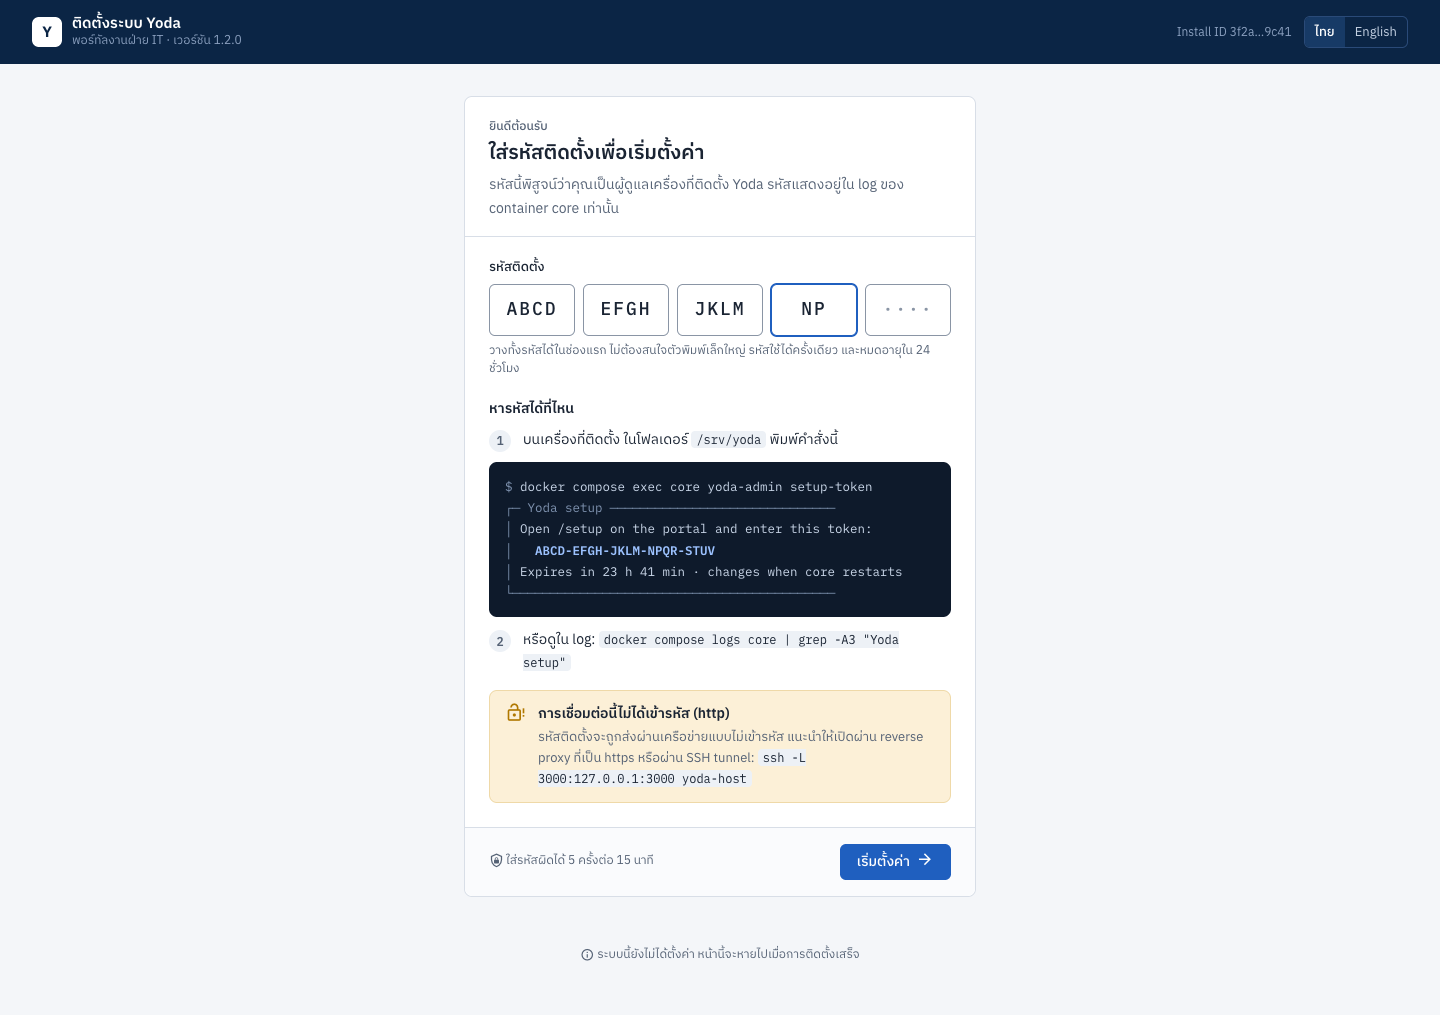 Y
ติดตั้งระบบ Yoda
พอร์ทัลงานฝ่าย IT · เวอร์ชัน 1.2.0
Install ID 3f2a…9c41
ไทย
English
ยินดีต้อนรับ
ใส่รหัสติดตั้งเพื่อเริ่มตั้งค่า
รหัสนี้พิสูจน์ว่าคุณเป็นผู้ดูแลเครื่องที่ติดตั้ง Yoda รหัสแสดงอยู่ใน log ของ
container core เท่านั้น
รหัสติดตั้ง
ABCD EFGH JKLM NP ····
วางทั้งรหัสได้ในช่องแรก ไม่ต้องสนใจตัวพิมพ์เล็กใหญ่ รหัสใช้ได้ครั้งเดียว และหมดอายุใน 24
ชั่วโมง
หารหัสได้ที่ไหน
1 บนเครื่องที่ติดตั้ง ในโฟลเดอร์ /srv/yoda พิมพ์คำสั่งนี้
$ docker compose exec core yoda-admin setup-token
┌─ Yoda setup ──────────────────────────────
│ Open /setup on the portal and enter this token:
│   ABCD-EFGH-JKLM-NPQR-STUV
│ Expires in 23 h 41 min · changes when core restarts
└───────────────────────────────────────────
2 หรือดูใน log: docker compose logs core | grep -A3 "Yoda
setup"
การเชื่อมต่อนี้ไม่ได้เข้ารหัส (http)
รหัสติดตั้งจะถูกส่งผ่านเครือข่ายแบบไม่เข้ารหัส แนะนำให้เปิดผ่าน reverse
proxy ที่เป็น https หรือผ่าน SSH tunnel: ssh -L
3000:127.0.0.1:3000 yoda-host
ใส่รหัสผิดได้ 5 ครั้งต่อ 15 นาที
เริ่มตั้งค่า →
ระบบนี้ยังไม่ได้ตั้งค่า หน้านี้จะหายไปเมื่อการติดตั้งเสร็จ